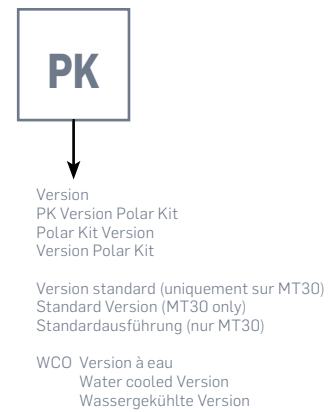 PK
Version
PK Version Polar Kit
Polar Kit Version
Version Polar Kit
Version standard (uniquement sur MT30)
Standard Version (MT30 only)
Standardausführung (nur MT30)
WCO Version à eau
Water cooled Version
Wassergekühlte Version